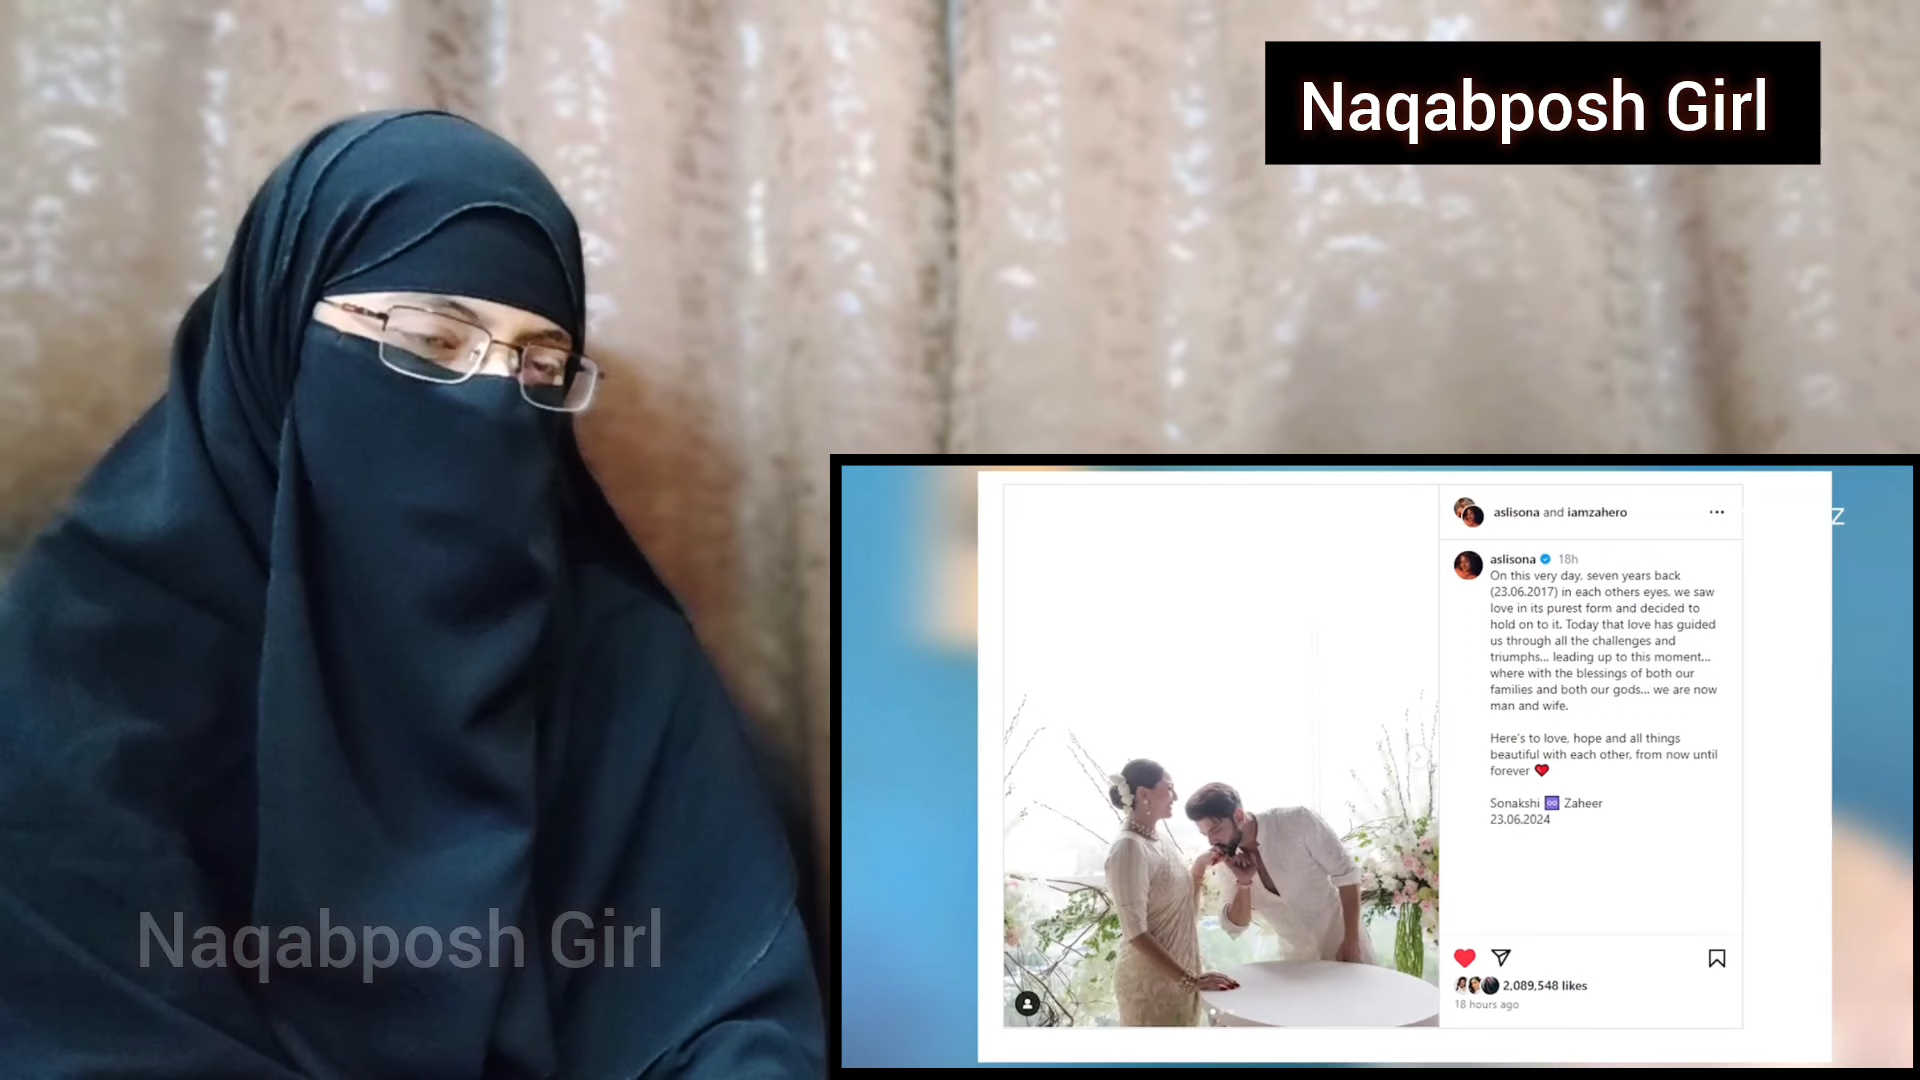 Naqabposh Girl
aslisona and iamzahero
aslisona 18h
On this very day, seven years back
(23.06.2017) in each others eyes, we saw
love in its purest form and decided to
hold on to it. Today that love has guided
us through all the challenges and
triumphs... leading up to this moment...
where with the blessings of both our
families and both our gods... we are now
man and wife.
Here's to love, hope and all things
beautiful with each other, from now until
forever ❤️
Sonakshi ♾️ Zaheer
23.06.2024
2,089,548 likes
18 hours ago
Z
Naqabposh Girl